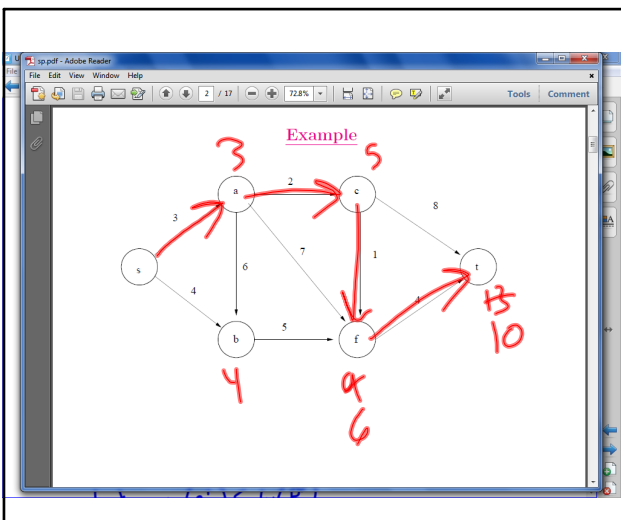 sp.pdf - Adobe Reader
File Edit View Window Help
2 / 17 72.8% Tools Comment
Example
3 5
a 2 c
3 8
6 7 1
s t
4 4
13
10
b 5 f
4 9
6